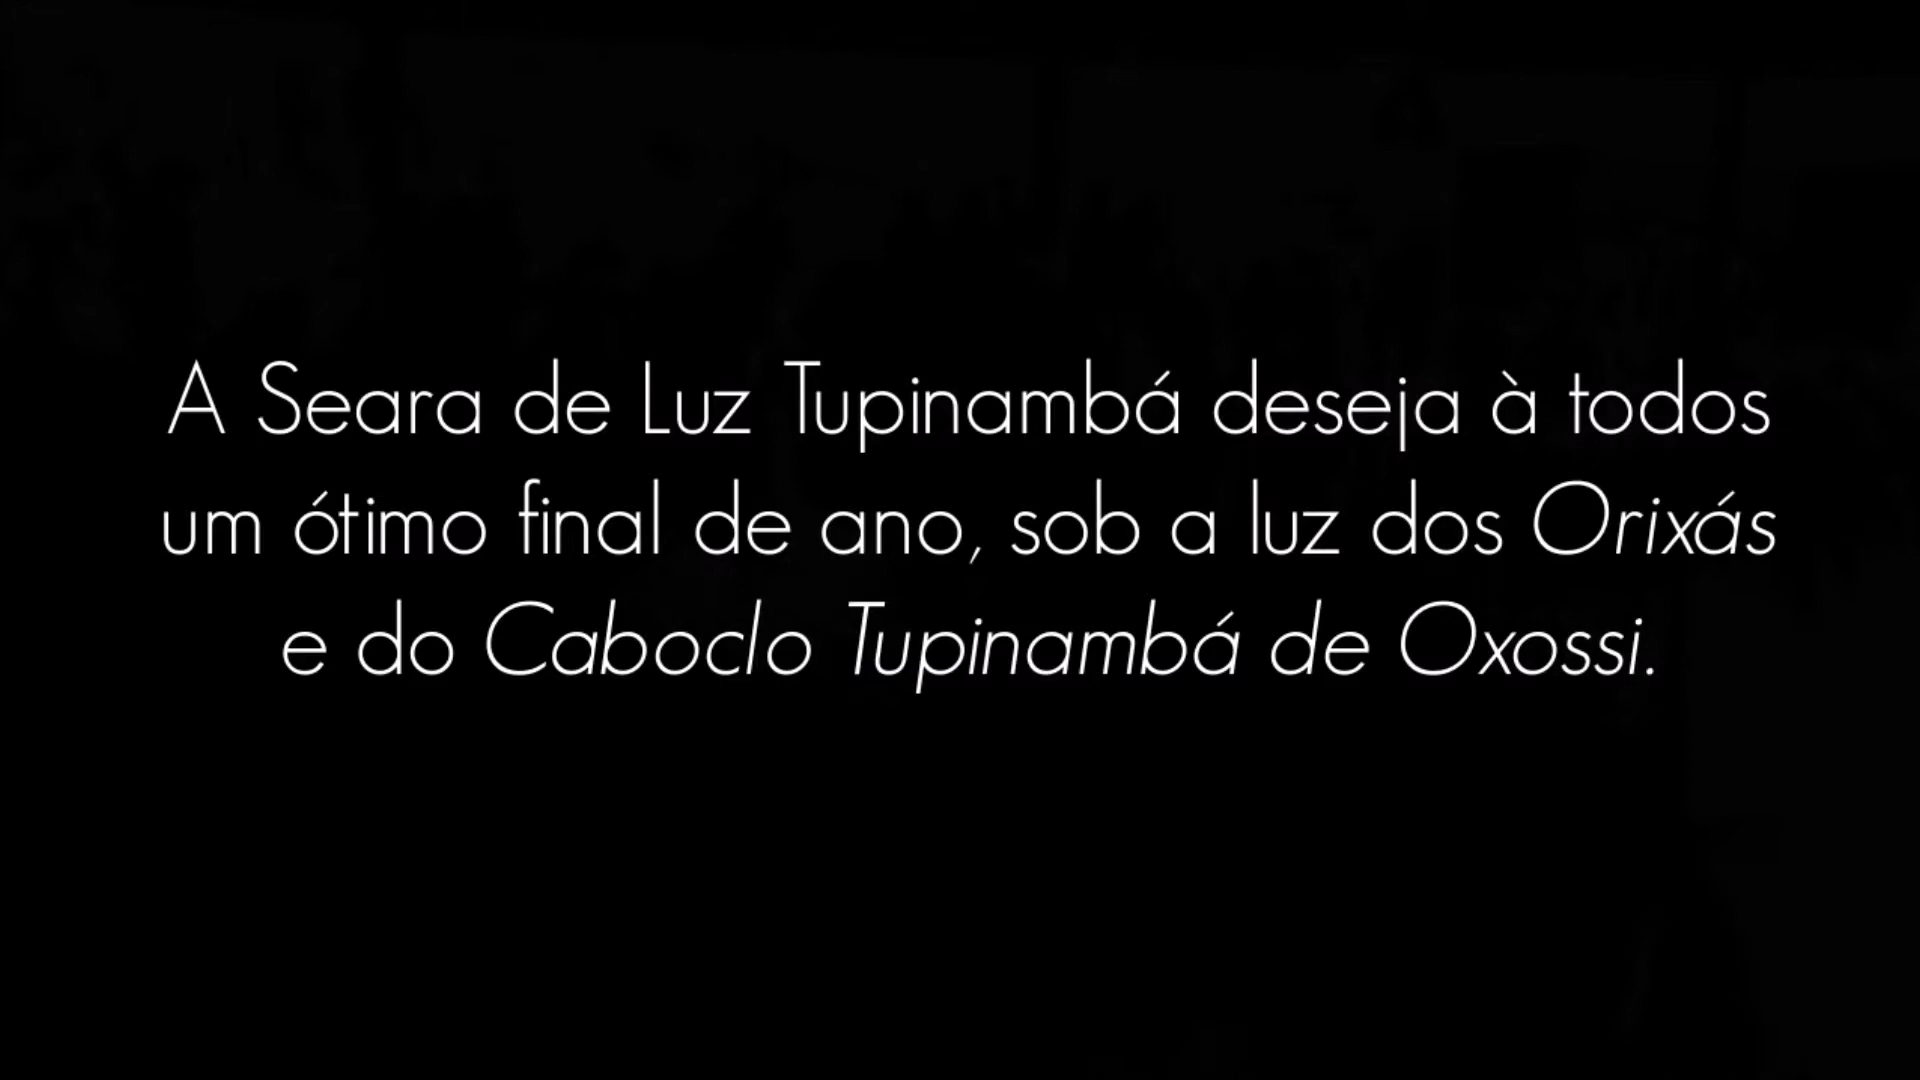 A Seara de Luz Tupinambá deseja à todos
um ótimo final de ano, sob a luz dos Orixás
e do Caboclo Tupinambá de Oxossi.